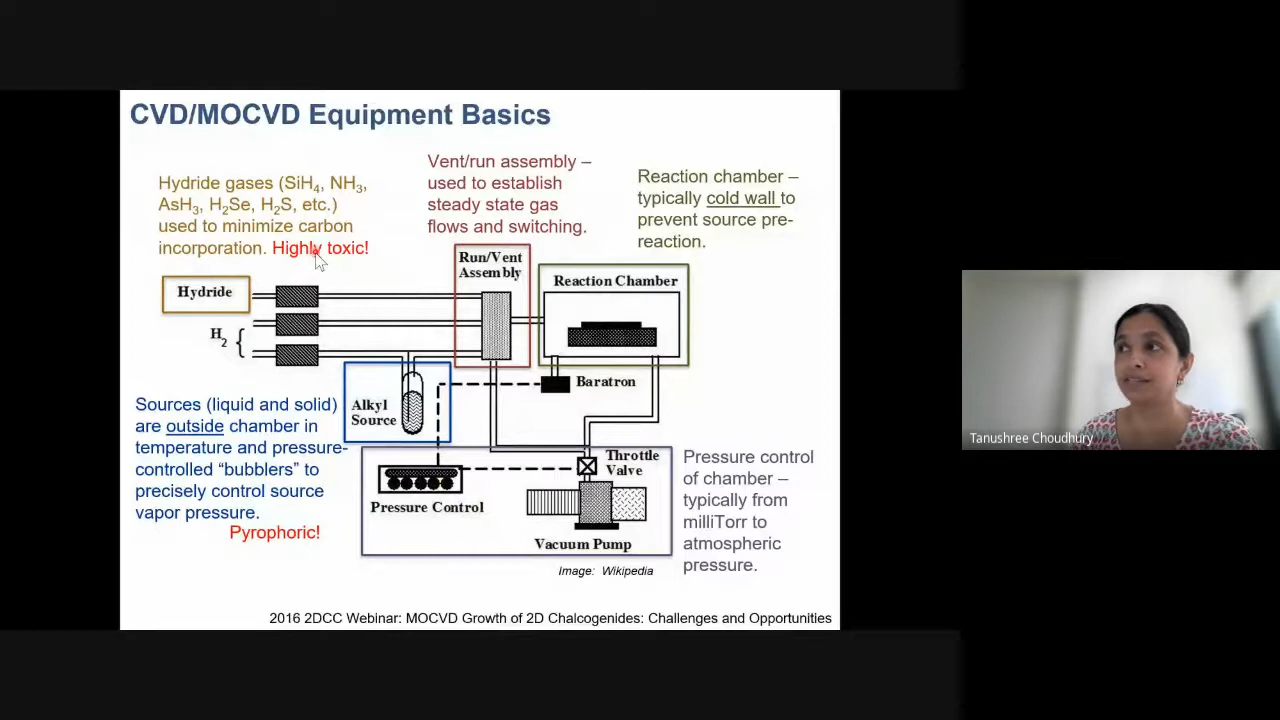 CVD/MOCVD Equipment Basics
Hydride gases (SiH4, NH3,
AsH3, H2Se, H2S, etc.)
used to minimize carbon
incorporation. Highly toxic!
Vent/run assembly –
used to establish
steady state gas
flows and switching.
Reaction chamber –
typically cold wall to
prevent source pre-
reaction.
Run/Vent
Assembly
Reaction Chamber
Hydride
H2
Baratron
Alkyl
Source
Sources (liquid and solid)
are outside chamber in
temperature and pressure-
controlled “bubblers” to
precisely control source
vapor pressure.
Pyrophoric!
Throttle
Valve
Pressure Control
Vacuum Pump
Pressure control
of chamber –
typically from
milliTorr to
atmospheric
pressure.
Image: Wikipedia
2016 2DCC Webinar: MOCVD Growth of 2D Chalcogenides: Challenges and Opportunities
Tanushree Choudhury